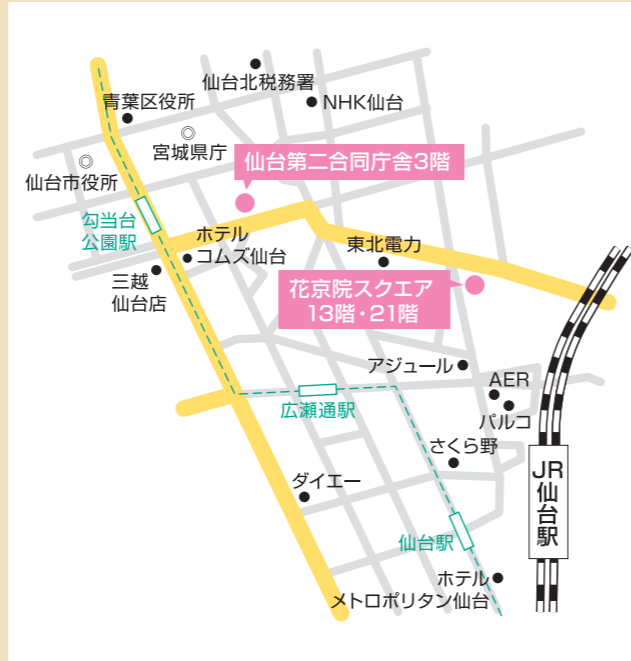 仙台北税務署
青葉区役所
NHK仙台
宮城県庁
仙台第二合同庁舎3階
仙台市役所
勾当台
公園駅
ホテル
コムズ仙台
東北電力
三越
仙台店
花京院スクエア
13階・21階
アジュール
AER
パルコ
広瀬通駅
さくら野
ダイエー
JR
仙台駅
仙台駅
ホテル
メトロポリタン仙台